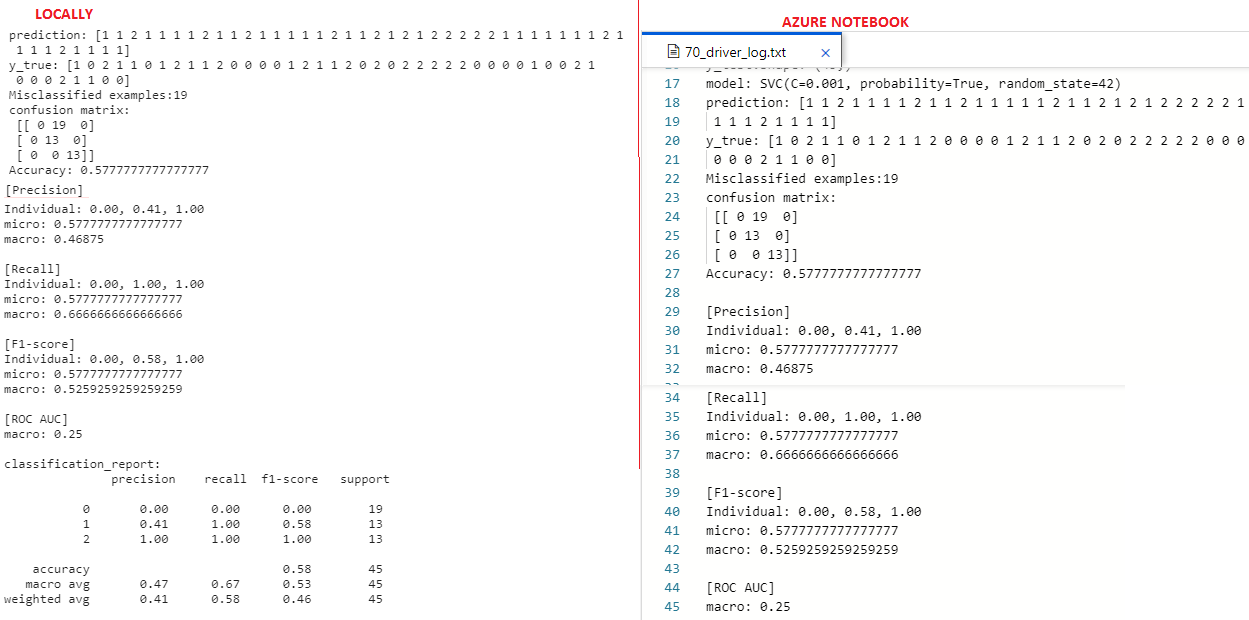 LOCALLY
prediction: [1 1 2 1 1 1 1 2 1 1 2 1 1 1 1 1 2 1 1 2 1 2 1 2 2 2 2 2 1 1 1 1 1 1 1 2 1
1 1 1 2 1 1 1 1]
y_true: [1 0 2 1 1 0 1 2 1 1 2 0 0 0 0 1 2 1 1 2 0 2 0 2 2 2 2 2 0 0 0 0 1 0 0 2 1
0 0 0 2 1 1 0 0]
Misclassified examples:19
confusion matrix:
[[ 0 19  0]
[ 0 13  0]
[ 0  0 13]]
Accuracy: 0.5777777777777777
[Precision]
Individual: 0.00, 0.41, 1.00
micro: 0.5777777777777777
macro: 0.46875
[Recall]
Individual: 0.00, 1.00, 1.00
micro: 0.5777777777777777
macro: 0.6666666666666666
[F1-score]
Individual: 0.00, 0.58, 1.00
micro: 0.5777777777777777
macro: 0.5259259259259259
[ROC AUC]
macro: 0.25
classification_report:
precision recall f1-score support
0 0.00 0.00 0.00 19
1 0.41 1.00 0.58 13
2 1.00 1.00 1.00 13
accuracy 0.58 45
macro avg 0.47 0.67 0.53 45
weighted avg 0.41 0.58 0.46 45
AZURE NOTEBOOK
70_driver_log.txt ×
17 model: SVC(C=0.001, probability=True, random_state=42)
18 prediction: [1 1 2 1 1 1 1 2 1 1 2 1 1 1 1 1 2 1 1 2 1 2 1 2 2 2 2 2 1
19 1 1 1 2 1 1 1 1]
20 y_true: [1 0 2 1 1 0 1 2 1 1 2 0 0 0 0 1 2 1 1 2 0 2 0 2 2 2 2 2 0 0 0
21 0 0 0 2 1 1 0 0]
22 Misclassified examples:19
23 confusion matrix:
24 [[ 0 19  0]
25 [ 0 13  0]
26 [ 0  0 13]]
27 Accuracy: 0.5777777777777777
28
29 [Precision]
30 Individual: 0.00, 0.41, 1.00
31 micro: 0.5777777777777777
32 macro: 0.46875
34 [Recall]
35 Individual: 0.00, 1.00, 1.00
36 micro: 0.5777777777777777
37 macro: 0.6666666666666666
38
39 [F1-score]
40 Individual: 0.00, 0.58, 1.00
41 micro: 0.5777777777777777
42 macro: 0.5259259259259259
43
44 [ROC AUC]
45 macro: 0.25